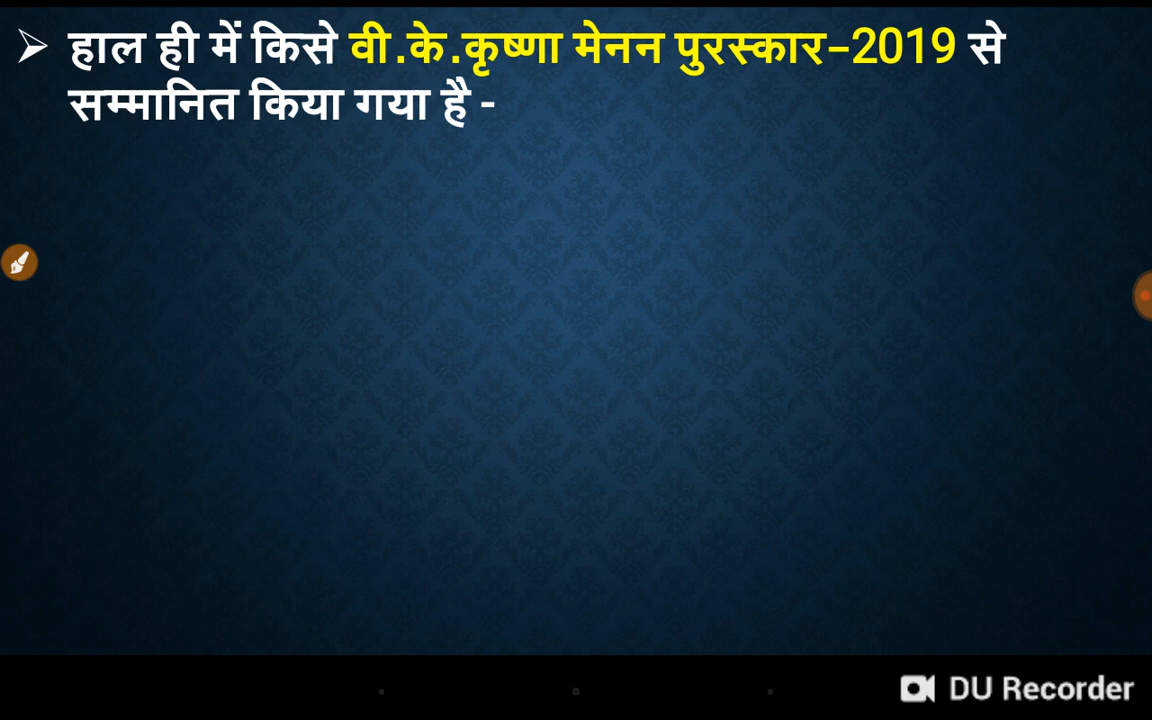 ➢ हाल ही में किसे वी.के.कृष्णा मेनन पुरस्कार–2019 से
सम्मानित किया गया है -
DU Recorder